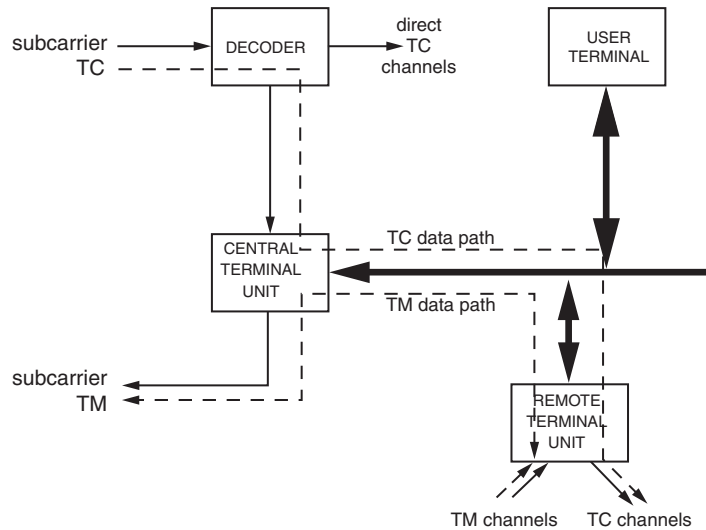 subcarrier
TC
DECODER
direct
TC
channels
USER
TERMINAL
CENTRAL
TERMINAL
UNIT
TC data path
TM data path
subcarrier
TM
REMOTE
TERMINAL
UNIT
TM channels
TC channels